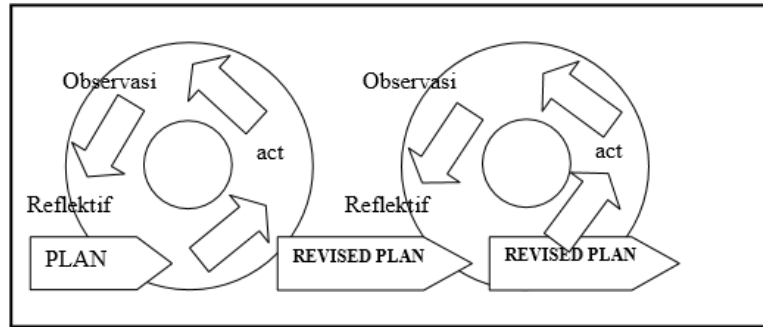 Observasi
act
Reflektif
PLAN
Observasi
act
Reflektif
REVISED PLAN
REVISED PLAN